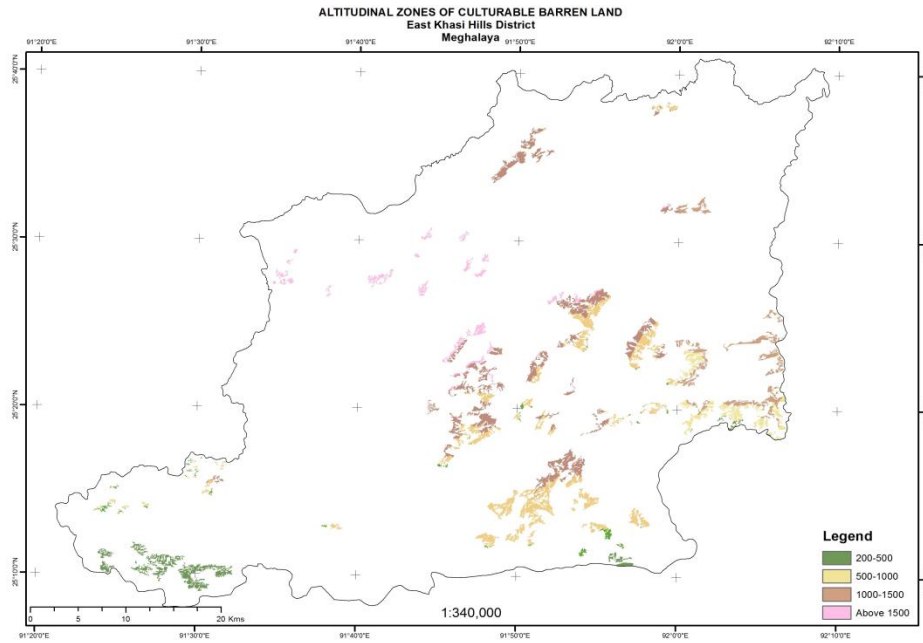 ALTITUDINAL ZONES OF CULTURABLE BARREN LAND
East Khasi Hills District
Meghalaya
91°20'0"E 91°30'0"E 91°40'0"E 91°50'0"E 92°0'0"E 92°10'0"E
25°40'0"N
25°30'0"N
25°20'0"N
25°10'0"N
Legend
200-500
500-1000
1000-1500
Above 1500
0 5 10 20 Kms
1:340,000
91°20'0"E 91°30'0"E 91°40'0"E 91°50'0"E 92°0'0"E 92°10'0"E